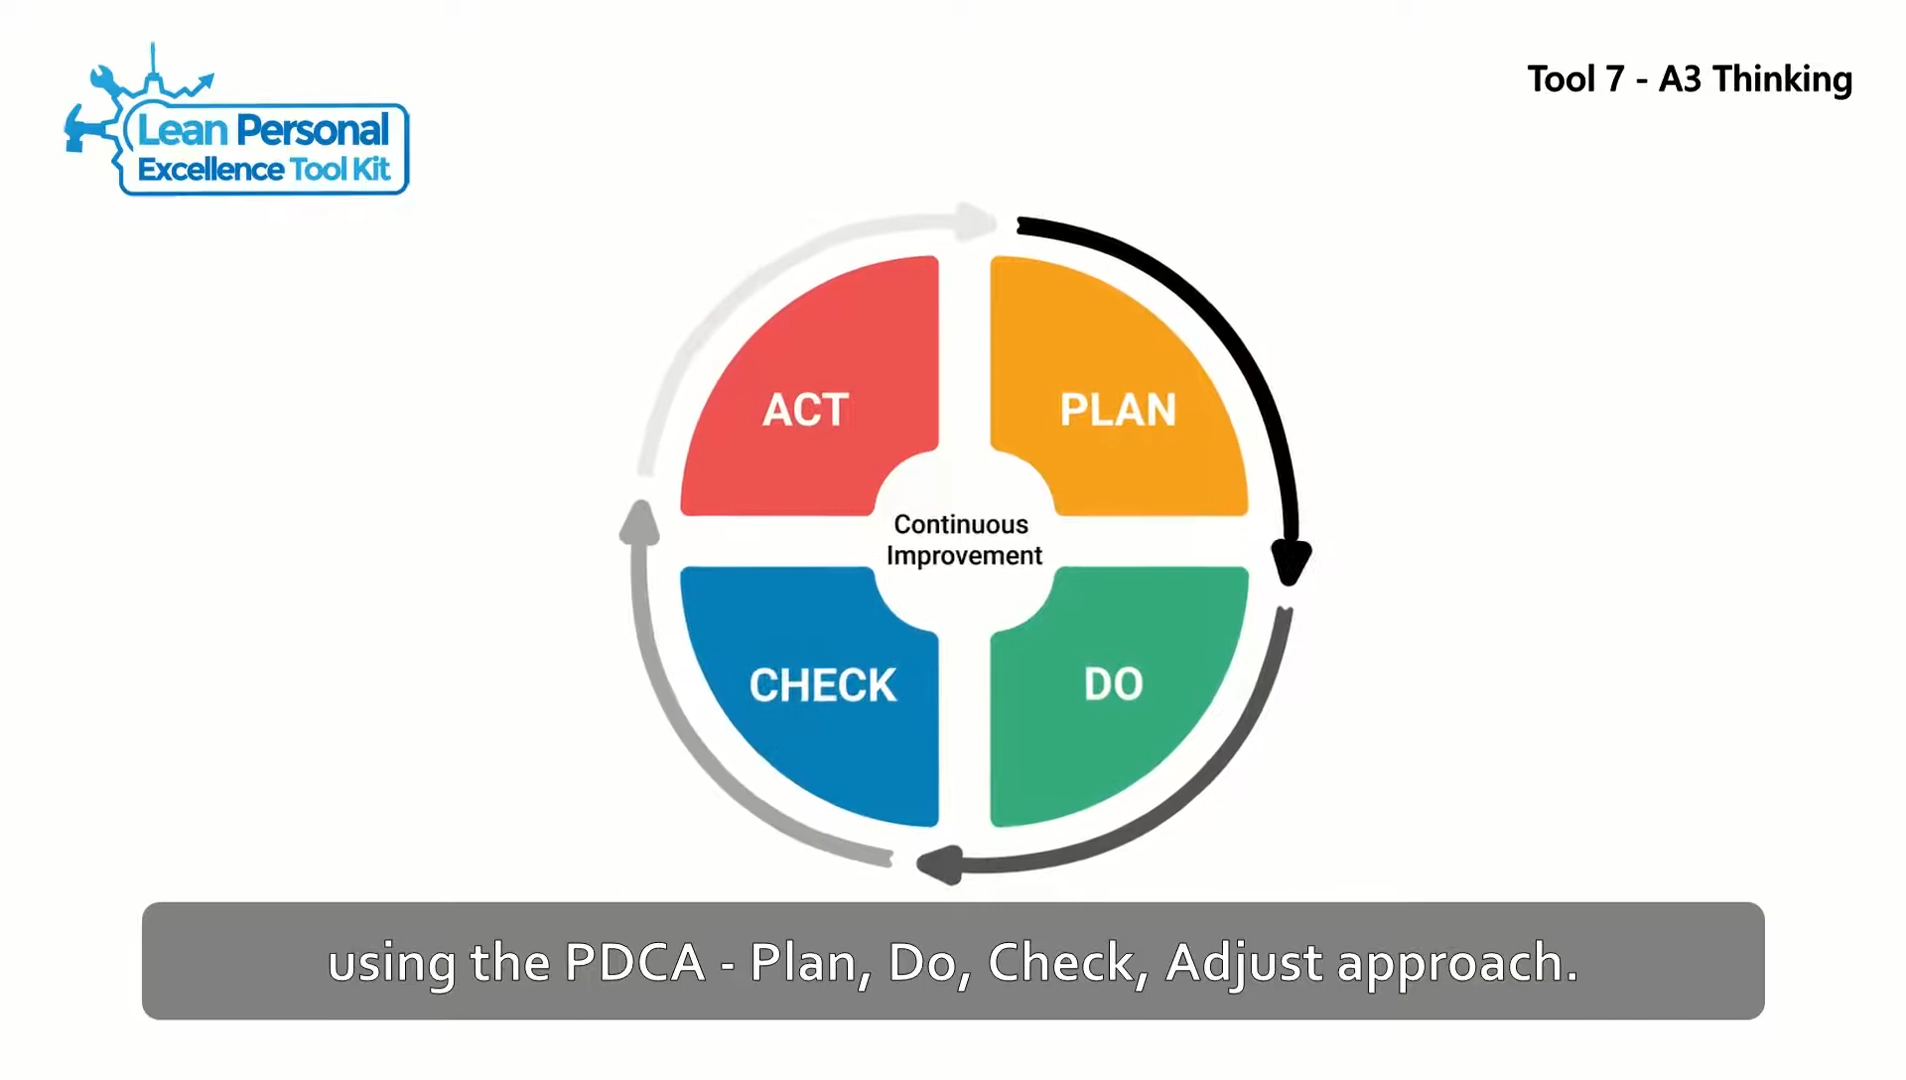 Lean Personal
Excellence Tool Kit
Tool 7 - A3 Thinking
ACT
PLAN
Continuous
Improvement
CHECK
DO
using the PDCA - Plan, Do, Check, Adjust approach.